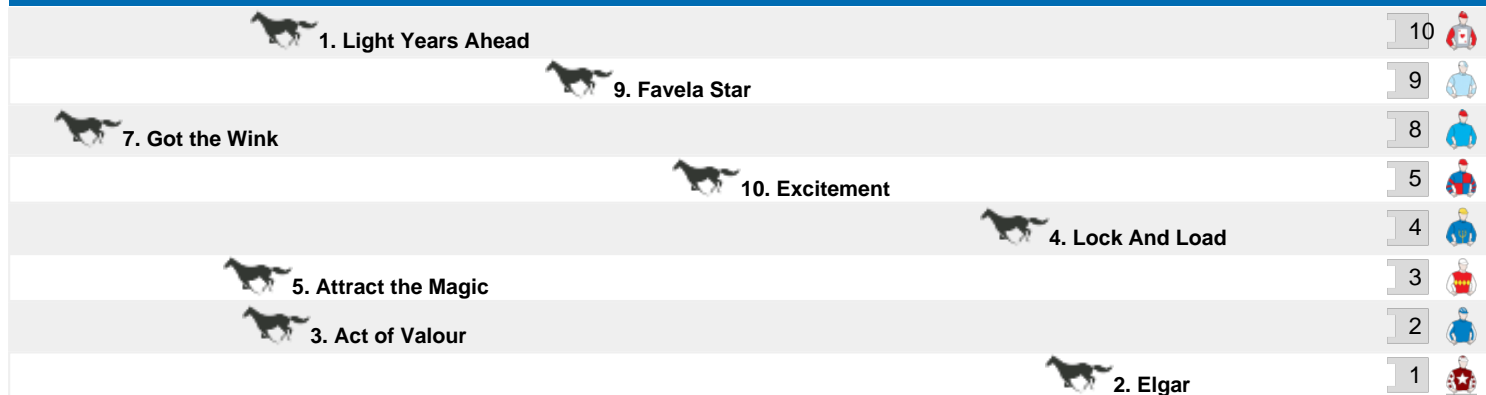 1. Light Years Ahead 10
9. Favela Star 9
7. Got the Wink 8
10. Excitement 5
4. Lock And Load 4
5. Attract the Magic 3
3. Act of Valour 2
2. Elgar 1